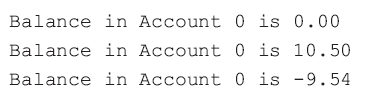 Balance in Account 0 is 0.00
Balance in Account 0 is 10.50
Balance in Account 0 is -9.54